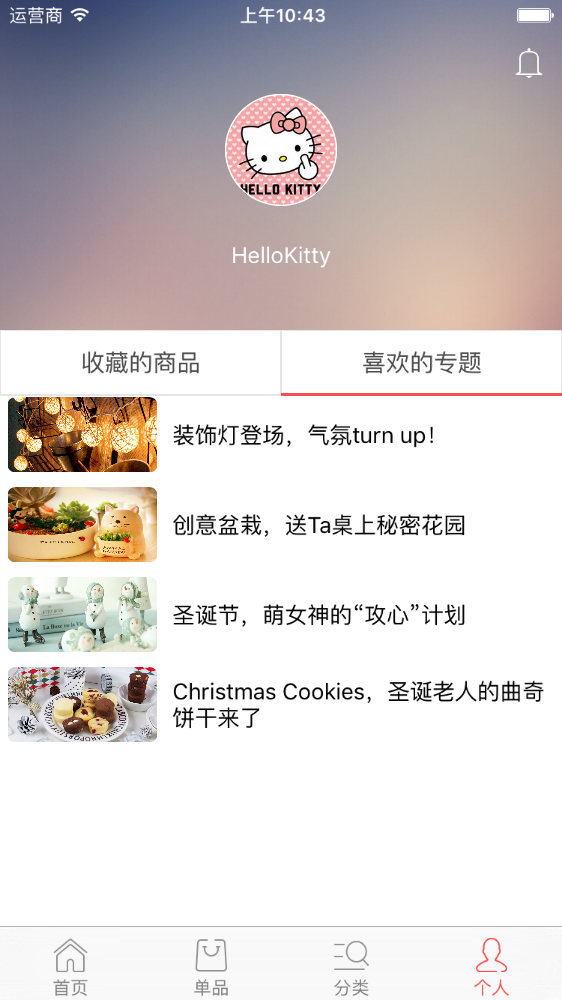 运营商 上午10:43
HELLO KITTY
HelloKitty
收藏的商品 喜欢的专题
装饰灯登场，气氛turn up！
创意盆栽，送Ta桌上秘密花园
圣诞节，萌女神的“攻心”计划
Christmas Cookies，圣诞老人的曲奇
饼干来了
首页 单品 分类 个人